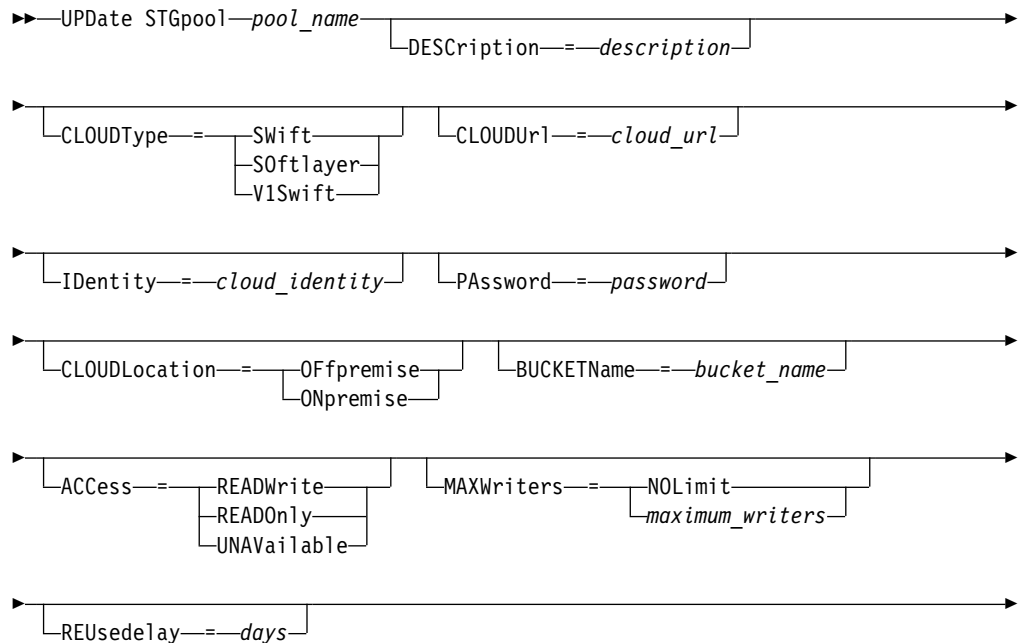 UPDate STGpool pool_name
DESCription = description
CLOUDType = SWift CLOUDUrl = cloud_url
SOftlayer
V1Swift
IDentity = cloud_identity PAssword = password
CLOUDLocation = OFfpremise BUCKETName = bucket_name
ONpremise
ACCess = READWrite MAXWriters = NOLimit
READOnly maximum_writers
UNAVailable
REUsedelay = days